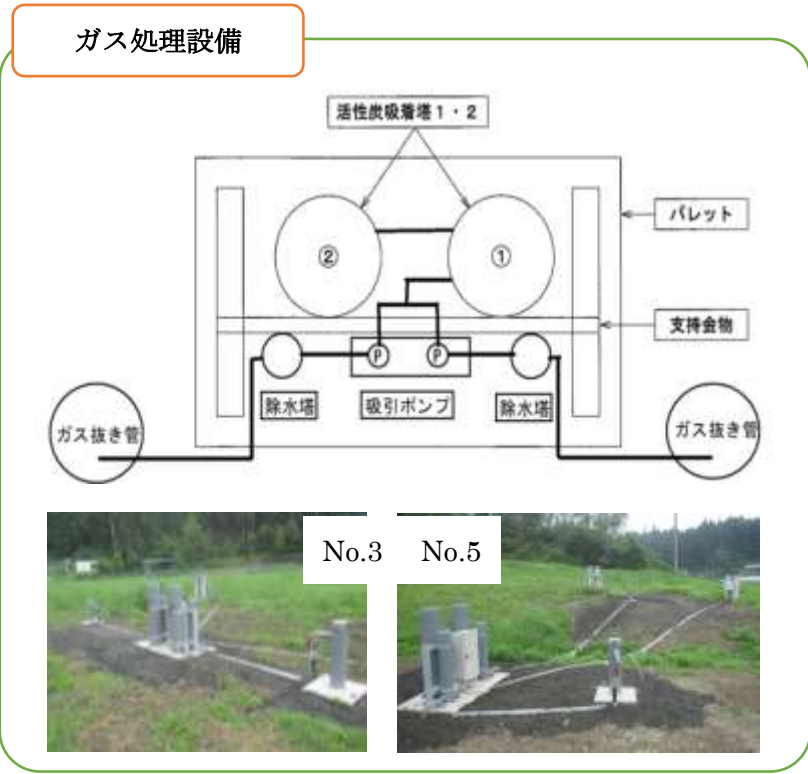 ガス処理設備
活性炭吸着塔1・2
パレット
② ①
支持金物
P P
除水塔 吸引ポンプ 除水塔
ガス抜き管 ガス抜き管
No.3 No.5